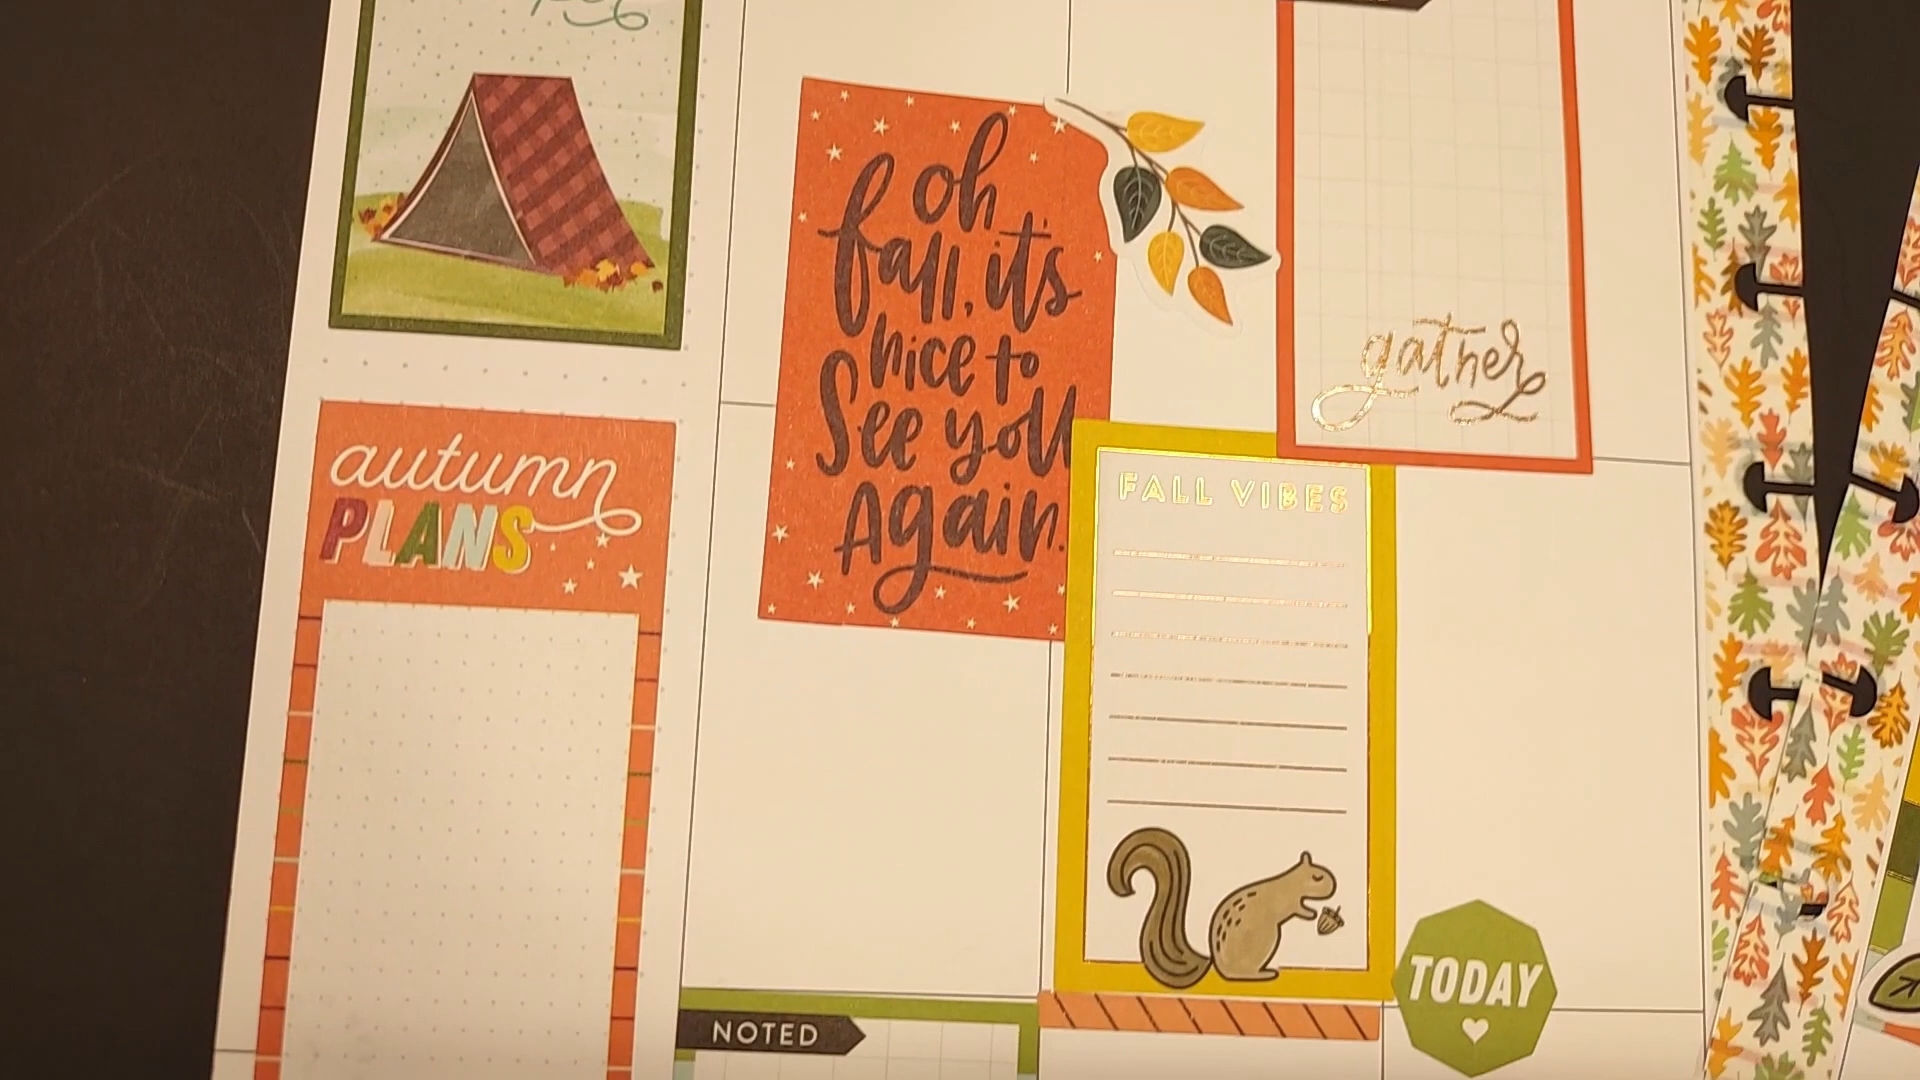 autumn
PLANS
oh
fall, it's
nice to
See you
Again.
gather
FALL VIBES
NOTED
TODAY